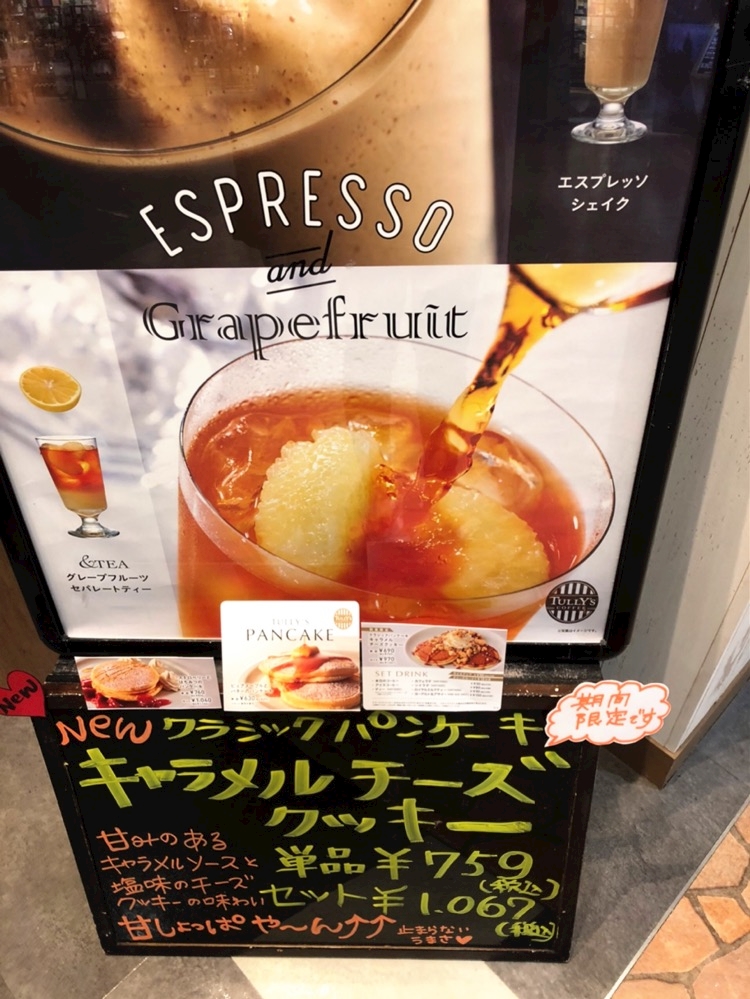 ESPRESSO
and
Grapefruit
エスプレッソ
シェイク
&TEA
グレープフルーツ
セパレートティー
TULLY'S
COFFEE
TULLY'S
PANCAKE
SET DRINK
New
期間
限定です
New クラシックパンケーキ
キャラメルチーズ
クッキー
甘みのある
キャラメルソースと
塩味のチーズ
クッキーの味わい
単品¥759
(税込)
セット¥1.067
(税込)
甘じょっぱ や〜ん↑↑
止まらない
うまさ♥